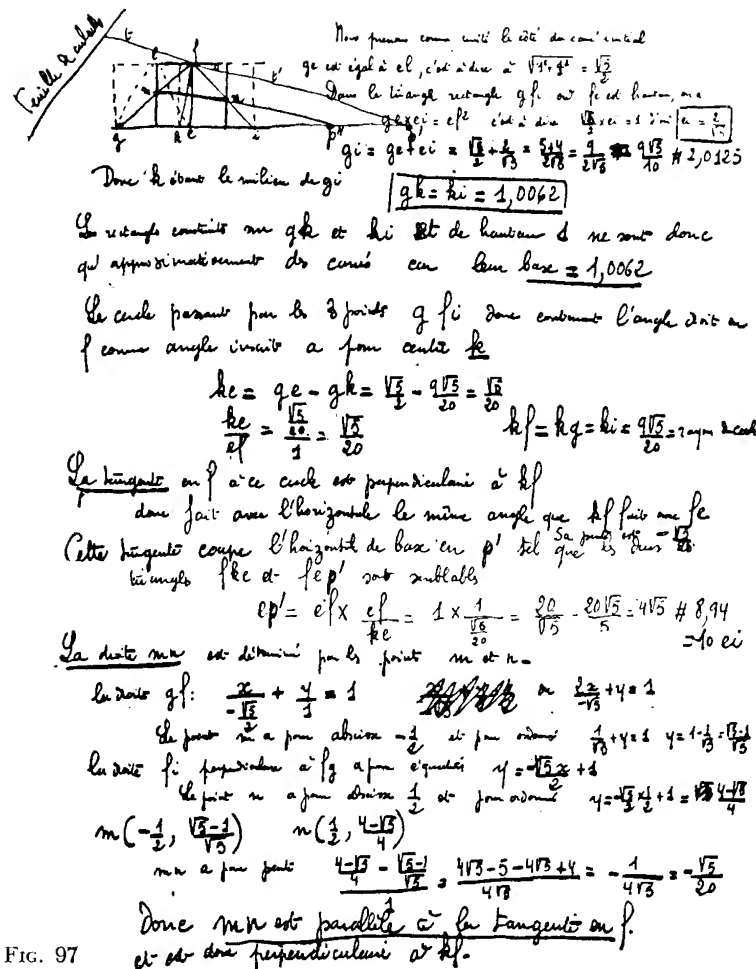 Feuille de calculs
Nous prenons comme unité le côté du carré initial
ge est égal à el, c'est à dire à √(1²+½²) = √5/2
Dans le triangle rectangle gfi où fe est hauteur, on a
ge×ei = ef² c'est à dire √5/2 × ei = 1 d'où ei = 2/√5
gi = ge + ei = √5/2 + 2/√5 = 5+4/2√5 = 9/2√5 = 9√5/10 # 2,0125
Donc k étant le milieu de gi
gk = ki = 1,0062
Les rectangles construits sur gk et ki et de hauteur 1 ne sont donc
qu'approximativement des carrés car leur base = 1,0062
Le cercle passant par les 3 points g f i donc contenant l'angle droit en
f comme angle inscrit a pour centre k
ke = ge - gk = √5/2 - 9√5/20 = √5/20
ke/ef = √5/20 / 1 = √5/20 kf = kg = ki = 9√5/20 = rayon du cercle
La tangente en f à ce cercle est perpendiculaire à kf
donc fait avec l'horizontale le même angle que kf fait avec fe
Sa pente est = -√5/20
Cette tangente coupe l'horizontale de base en p' tel que les deux
triangles fke et fep' sont semblables
ep' = ef × ef/ke = 1 × 1/(√5/20) = 20/√5 = 20√5/5 = 4√5 # 8,94
= 10 ei
La droite mn est déterminée par les points m et n.
La droite gf: x/(-√5/2) + y/1 = 1 ou 2x/-√5 + y = 1
Le point m a pour abscisse -1/2 et pour ordonnée 1/√5 + y = 1 y = 1 - 1/√5 = √5-1/√5
La droite fi perpendiculaire à fg a pour équation y = -√5x/2 + 1
Le point n a pour abscisse 1/2 et pour ordonnée y = -√5/2 × 1/2 + 1 = 4-√5/4
m(-1/2, √5-1/√5) n(1/2, 4-√5/4)
mn a pour pente (4-√5/4 - √5-1/√5)/1 = 4√5-5-4√5+4/4√5 = -1/4√5 = -√5/20
Donc mn est parallèle à la tangente en f.
et est donc perpendiculaire à kf.
FIG. 97